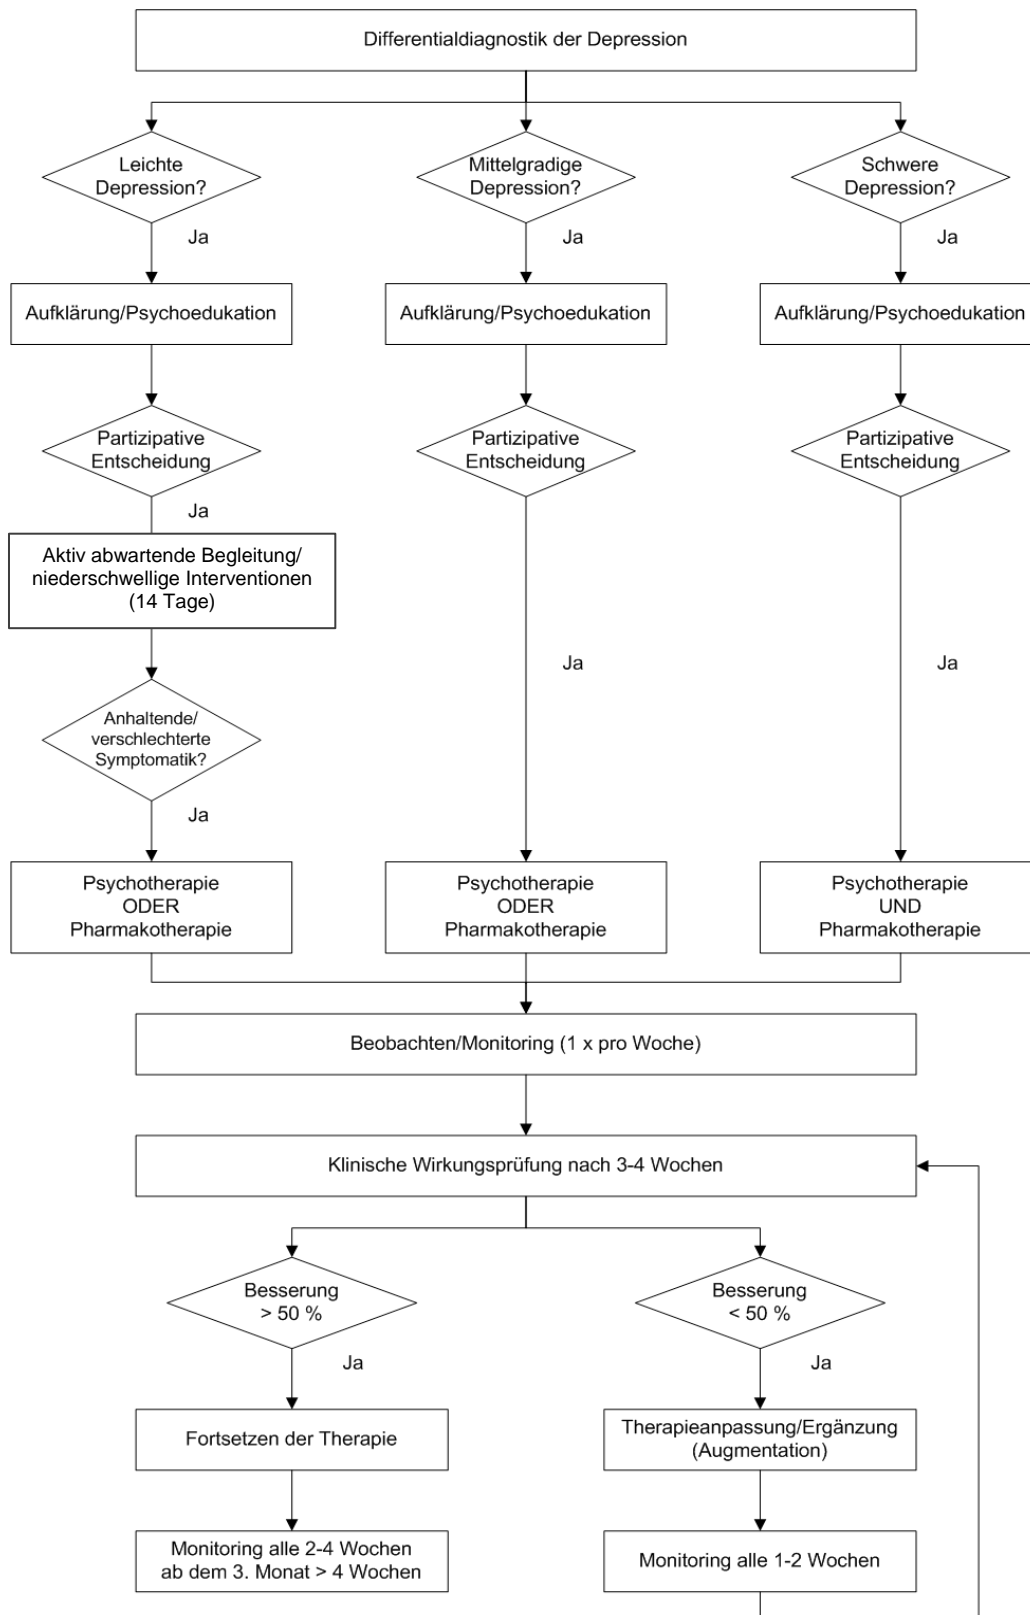 Differentialdiagnostik der Depression
Leichte
Depression?
Mittelgradige
Depression?
Schwere
Depression?
Ja
Ja
Ja
Aufklärung/Psychoedukation
Aufklärung/Psychoedukation
Aufklärung/Psychoedukation
Partizipative
Entscheidung
Partizipative
Entscheidung
Partizipative
Entscheidung
Ja
Aktiv abwartende Begleitung/
niederschwellige Interventionen
(14 Tage)
Ja
Ja
Anhaltende/
verschlechterte
Symptomatik?
Ja
Psychotherapie
ODER
Pharmakotherapie
Psychotherapie
ODER
Pharmakotherapie
Psychotherapie
UND
Pharmakotherapie
Beobachten/Monitoring (1 x pro Woche)
Klinische Wirkungsprüfung nach 3-4 Wochen
Besserung
> 50 %
Besserung
< 50 %
Ja
Ja
Fortsetzen der Therapie
Therapieanpassung/Ergänzung
(Augmentation)
Monitoring alle 2-4 Wochen
ab dem 3. Monat > 4 Wochen
Monitoring alle 1-2 Wochen